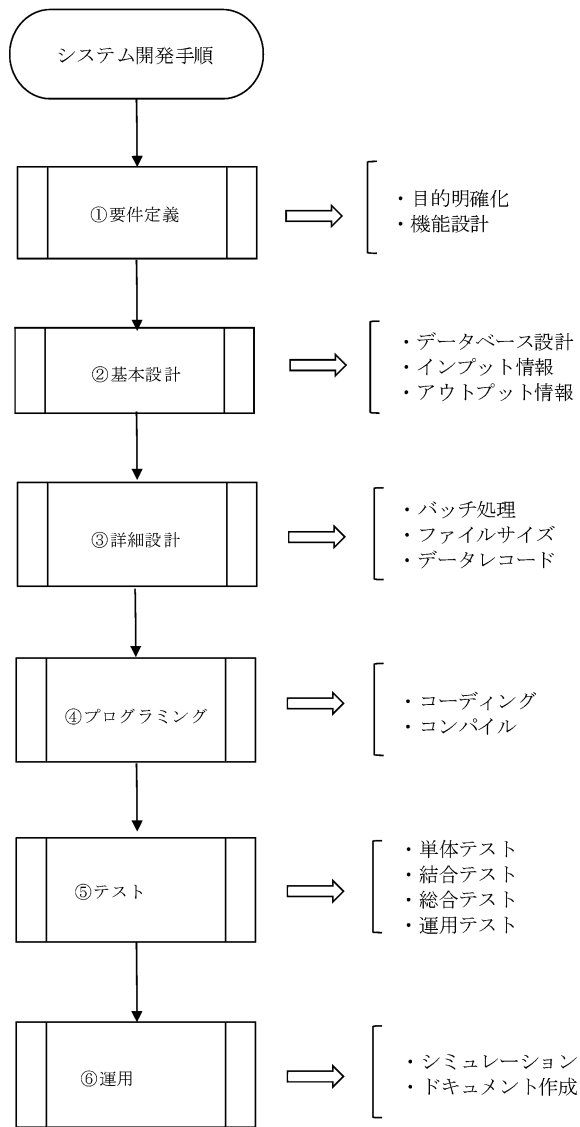 システム開発手順
①要件定義
・目的明確化
・機能設計
②基本設計
・データベース設計
・インプット情報
・アウトプット情報
③詳細設計
・バッチ処理
・ファイルサイズ
・データレコード
④プログラミング
・コーディング
・コンパイル
⑤テスト
・単体テスト
・結合テスト
・総合テスト
・運用テスト
⑥運用
・シミュレーション
・ドキュメント作成